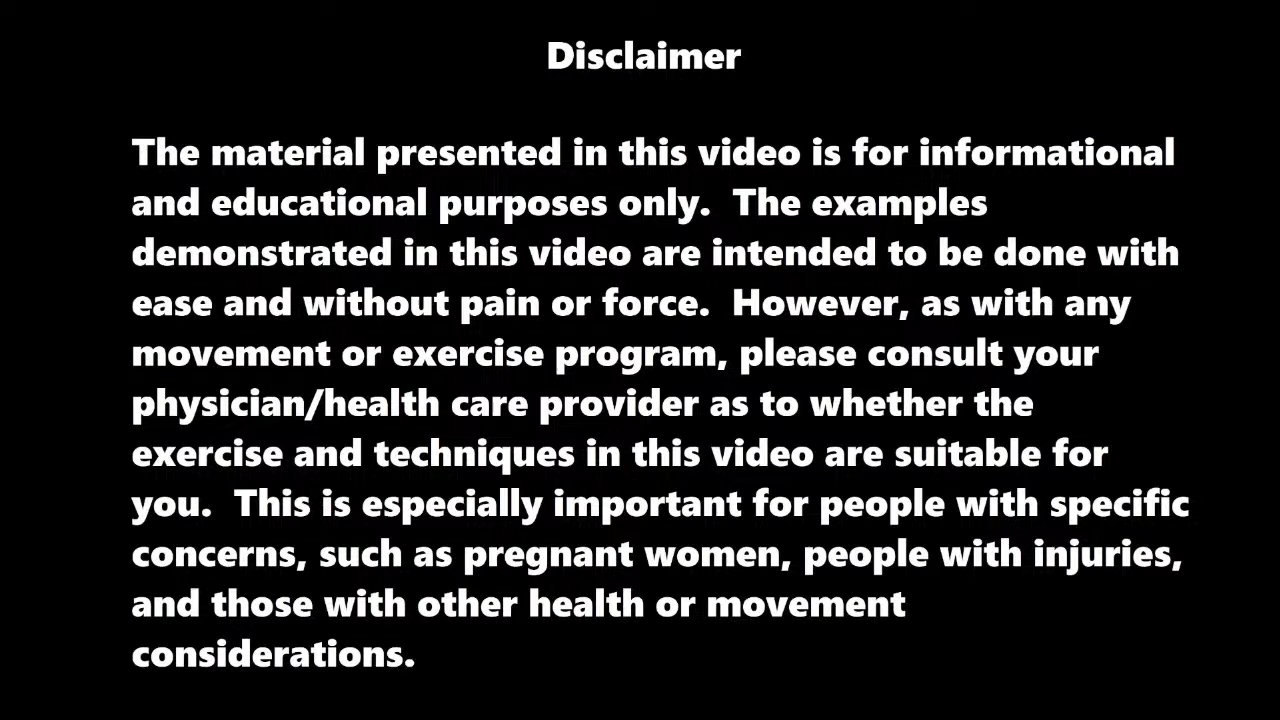 Disclaimer
The material presented in this video is for informational
and educational purposes only.  The examples
demonstrated in this video are intended to be done with
ease and without pain or force.  However, as with any
movement or exercise program, please consult your
physician/health care provider as to whether the
exercise and techniques in this video are suitable for
you.  This is especially important for people with specific
concerns, such as pregnant women, people with injuries,
and those with other health or movement
considerations.